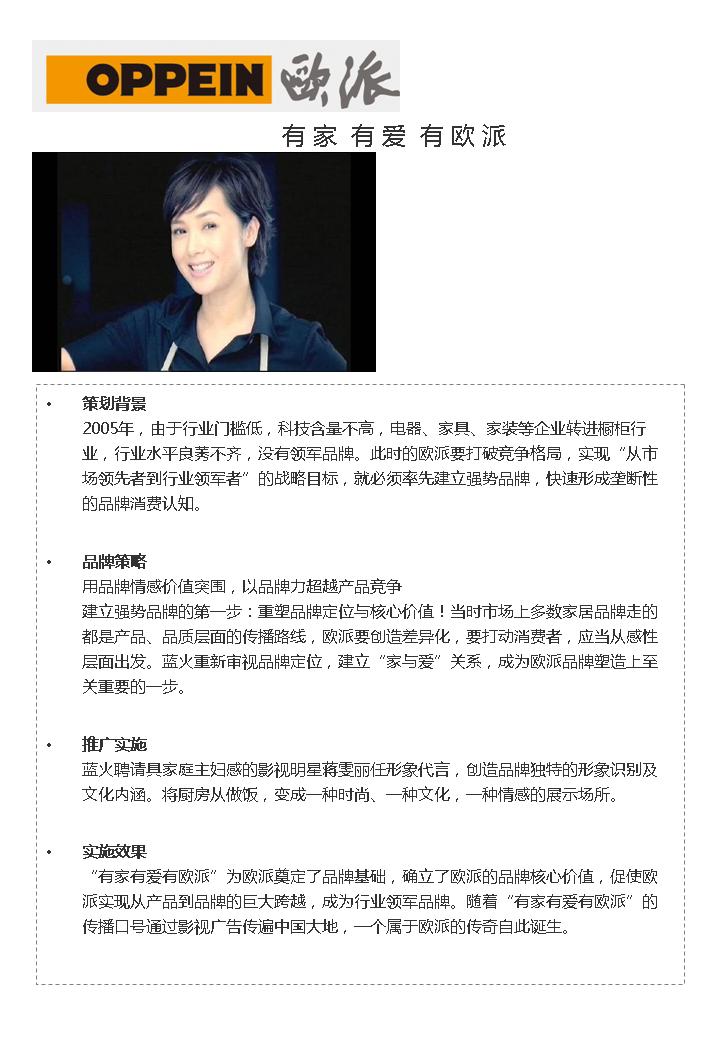 OPPEIN 歐派
有家 有爱 有欧派
• 策划背景
2005年，由于行业门槛低，科技含量不高，电器、家具、家装等企业转进橱柜行
业，行业水平良莠不齐，没有领军品牌。此时的欧派要打破竞争格局，实现“从市
场领先者到行业领军者”的战略目标，就必须率先建立强势品牌，快速形成垄断性
的品牌消费认知。
• 品牌策略
用品牌情感价值突围，以品牌力超越产品竞争
建立强势品牌的第一步：重塑品牌定位与核心价值！当时市场上多数家居品牌走的
都是产品、品质层面的传播路线，欧派要创造差异化，要打动消费者，应当从感性
层面出发。蓝火重新审视品牌定位，建立“家与爱”关系，成为欧派品牌塑造上至
关重要的一步。
• 推广实施
蓝火聘请具家庭主妇感的影视明星蒋雯丽任形象代言，创造品牌独特的形象识别及
文化内涵。将厨房从做饭，变成一种时尚、一种文化，一种情感的展示场所。
• 实施效果
“有家有爱有欧派”为欧派奠定了品牌基础，确立了欧派的品牌核心价值，促使欧
派实现从产品到品牌的巨大跨越，成为行业领军品牌。随着“有家有爱有欧派”的
传播口号通过影视广告传遍中国大地，一个属于欧派的传奇自此诞生。